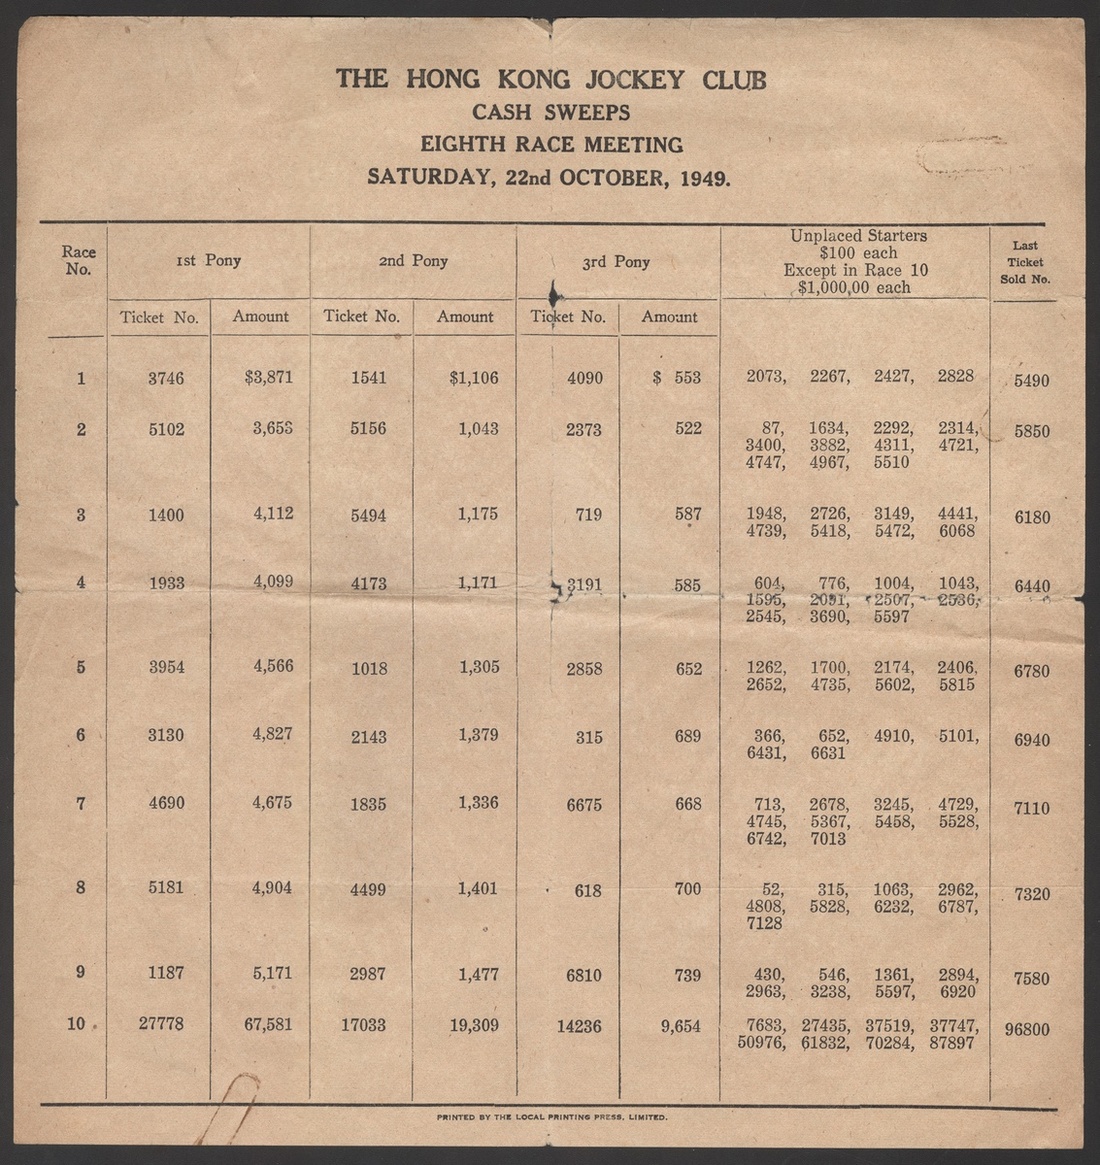 THE HONG KONG JOCKEY CLUB
CASH SWEEPS
EIGHTH RACE MEETING
SATURDAY, 22nd OCTOBER, 1949.
Race No. 1st Pony 2nd Pony 3rd Pony Unplaced Starters Last
$100 each Ticket
Except in Race 10 Sold No.
$1,000,00 each
Ticket No. Amount Ticket No. Amount Ticket No. Amount
1 3746 $3,871 1541 $1,106 4090 $ 553 2073, 2267, 2427, 2828 5490
2 5102 3,653 5156 1,043 2373 522 87, 1634, 2292, 2314, 5850
3400, 3882, 4311, 4721,
4747, 4967, 5510
3 1400 4,112 5494 1,175 719 587 1948, 2726, 3149, 4441, 6180
4739, 5418, 5472, 6068
4 1933 4,099 4173 1,171 3191 585 604, 776, 1004, 1043, 6440
1595, 2091, 2507, 2536,
2545, 3690, 5597
5 3954 4,566 1018 1,305 2858 652 1262, 1700, 2174, 2406, 6780
2652, 4735, 5602, 5815
6 3130 4,827 2143 1,379 315 689 366, 652, 4910, 5101, 6940
6431, 6631
7 4690 4,675 1835 1,336 6675 668 713, 2678, 3245, 4729, 7110
4745, 5367, 5458, 5528,
6742, 7013
8 5181 4,904 4499 1,401 618 700 52, 315, 1063, 2962, 7320
4808, 5828, 6232, 6787,
7128
9 1187 5,171 2987 1,477 6810 739 430, 546, 1361, 2894, 7580
2963, 3238, 5597, 6920
10 27778 67,581 17033 19,309 14236 9,654 7683, 27435, 37519, 37747, 96800
50976, 61832, 70284, 87897
PRINTED BY THE LOCAL PRINTING PRESS, LIMITED.